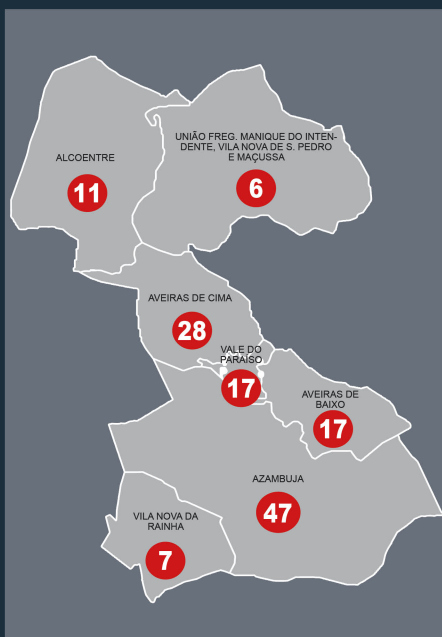 UNIÃO FREG. MANIQUE DO INTEN-
DENTE, VILA NOVA DE S. PEDRO
E MAÇUSSA
6
ALCOENTRE
11
AVEIRAS DE CIMA
28
VALE DO
PARAÍSO
17
AVEIRAS DE
BAIXO
17
AZAMBUJA
47
VILA NOVA DA
RAINHA
7